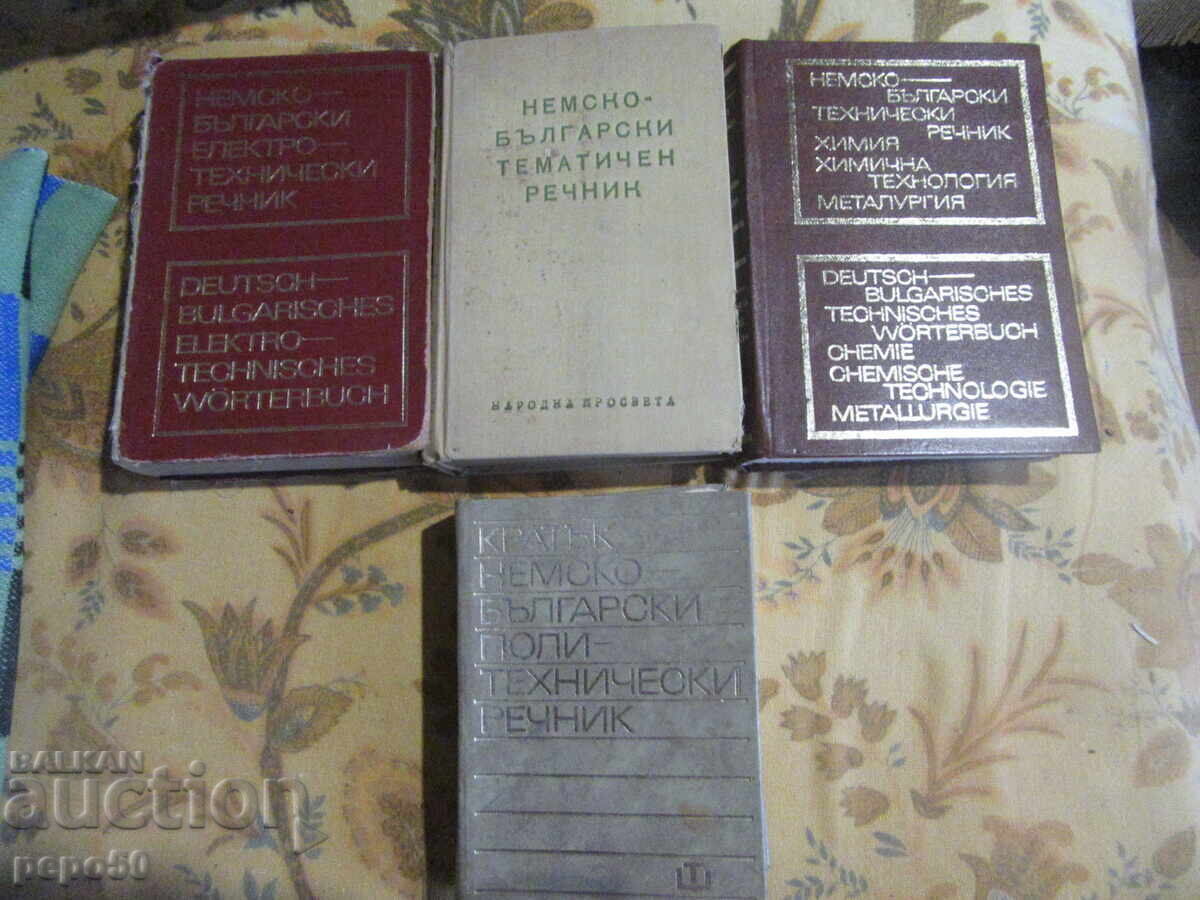 НЕМСКО—
БЪЛГАРСКИ
ЕЛЕКТРО—
ТЕХНИЧЕСКИ
РЕЧНИК
DEUTSCH—
BULGARISCHES
ELEKTRO—
TECHNISCHES
WÖRTERBUCH
НЕМСКО-
БЪЛГАРСКИ
ТЕМАТИЧЕН
РЕЧНИК
НАРОДНА ПРОСВЕТА
НЕМСКО—
БЪЛГАРСКИ
ТЕХНИЧЕСКИ
РЕЧНИК
ХИМИЯ
ХИМИЧНА
ТЕХНОЛОГИЯ
МЕТАЛУРГИЯ
DEUTSCH—
BULGARISCHES
TECHNISCHES
WÖRTERBUCH
CHEMIE
CHEMISCHE
TECHNOLOGIE
METALLURGIE
КРАТЪК
НЕМСКО—
БЪЛГАРСКИ
ПОЛИ—
ТЕХНИЧЕСКИ
РЕЧНИК
BALKAN
auction
pepo50